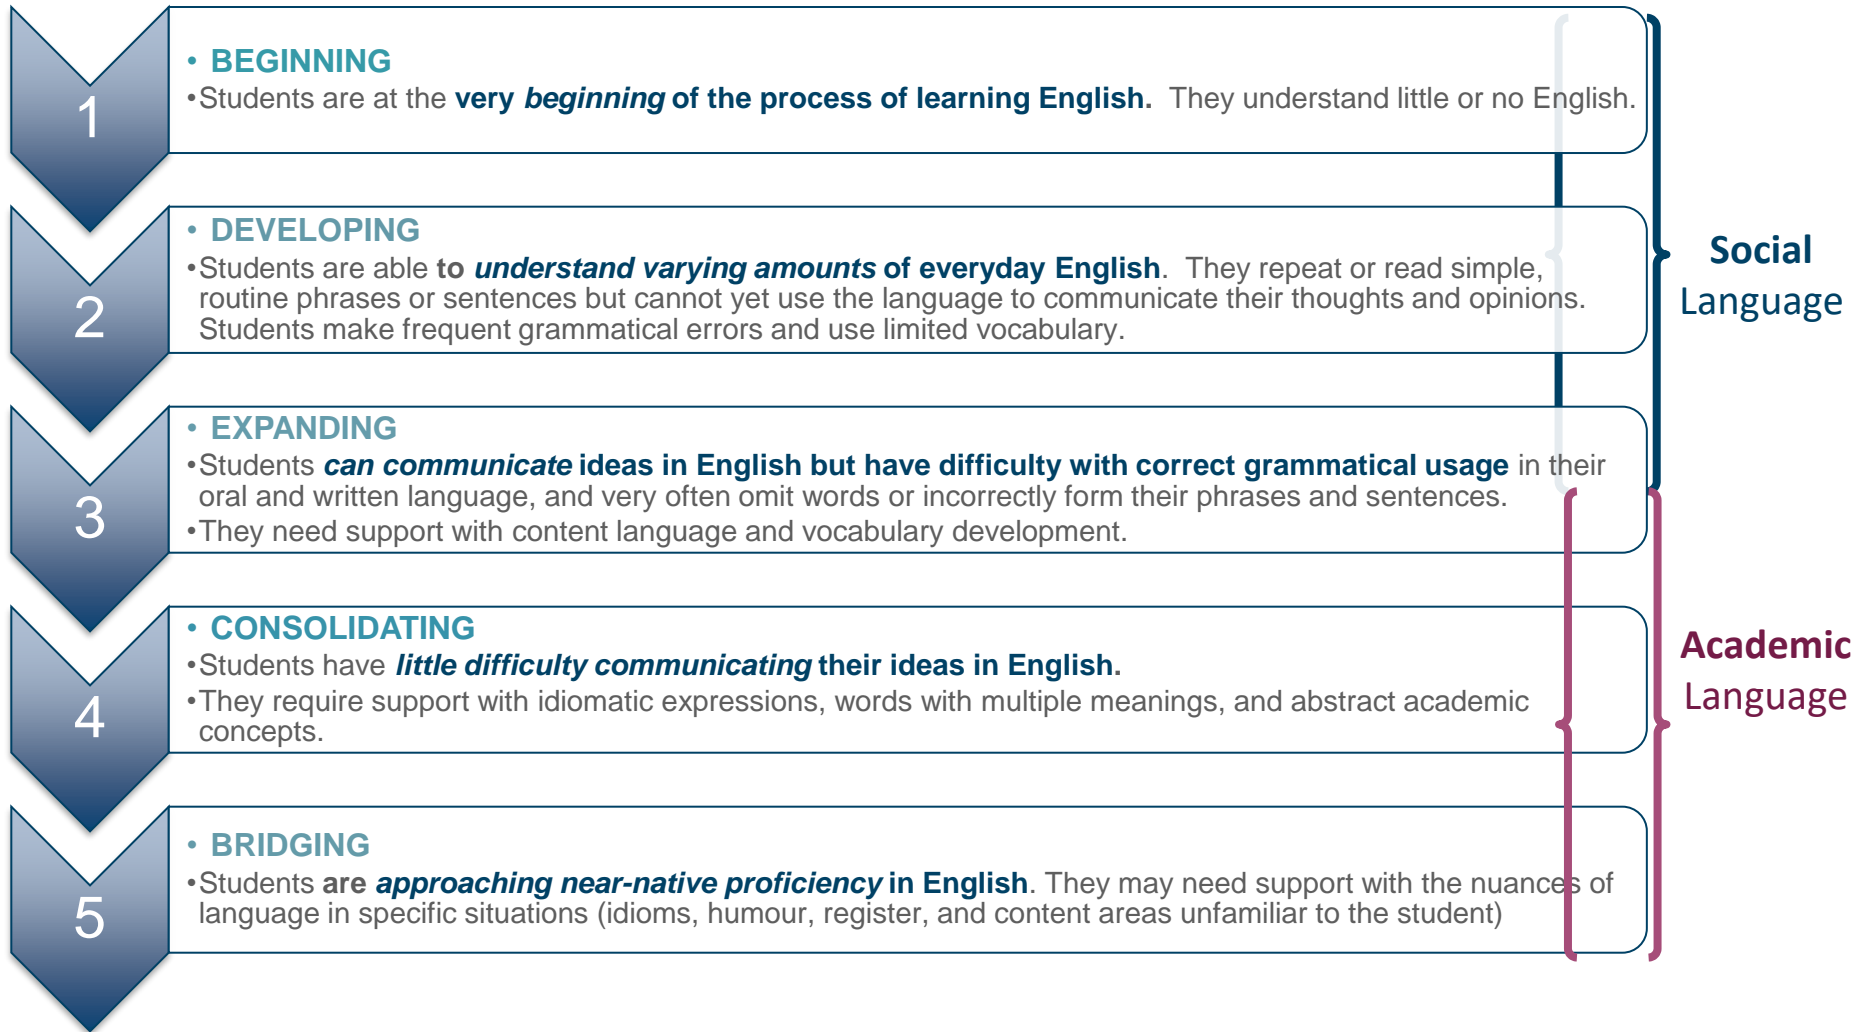 1
• BEGINNING
•Students are at the very beginning of the process of learning English. They understand little or no English.
2
• DEVELOPING
•Students are able to understand varying amounts of everyday English. They repeat or read simple,
routine phrases or sentences but cannot yet use the language to communicate their thoughts and opinions.
Students make frequent grammatical errors and use limited vocabulary.
Social
Language
3
• EXPANDING
•Students can communicate ideas in English but have difficulty with correct grammatical usage in their
oral and written language, and very often omit words or incorrectly form their phrases and sentences.
•They need support with content language and vocabulary development.
4
• CONSOLIDATING
•Students have little difficulty communicating their ideas in English.
•They require support with idiomatic expressions, words with multiple meanings, and abstract academic
concepts.
Academic
Language
5
• BRIDGING
•Students are approaching near-native proficiency in English. They may need support with the nuances of
language in specific situations (idioms, humour, register, and content areas unfamiliar to the student)